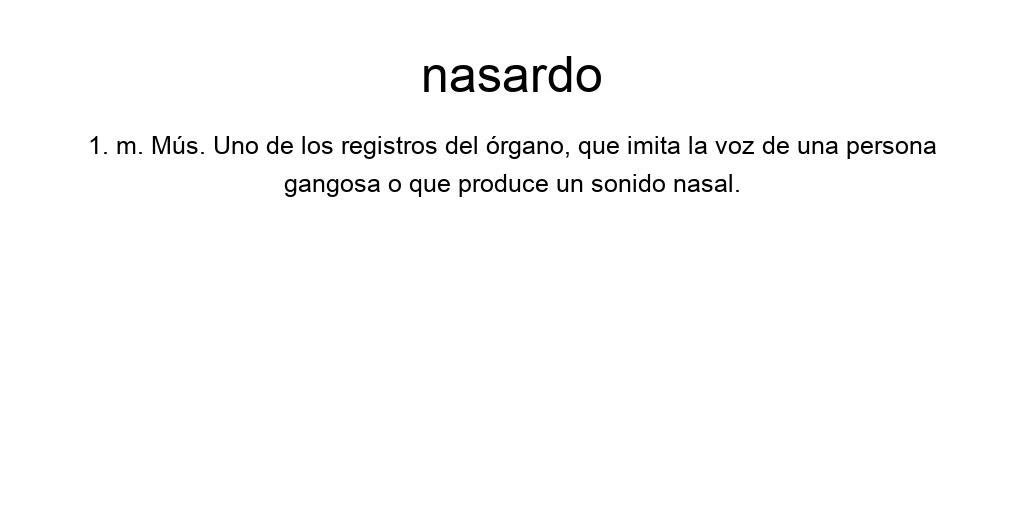 nasardo
1. m. Mús. Uno de los registros del órgano, que imita la voz de una persona
gangosa o que produce un sonido nasal.